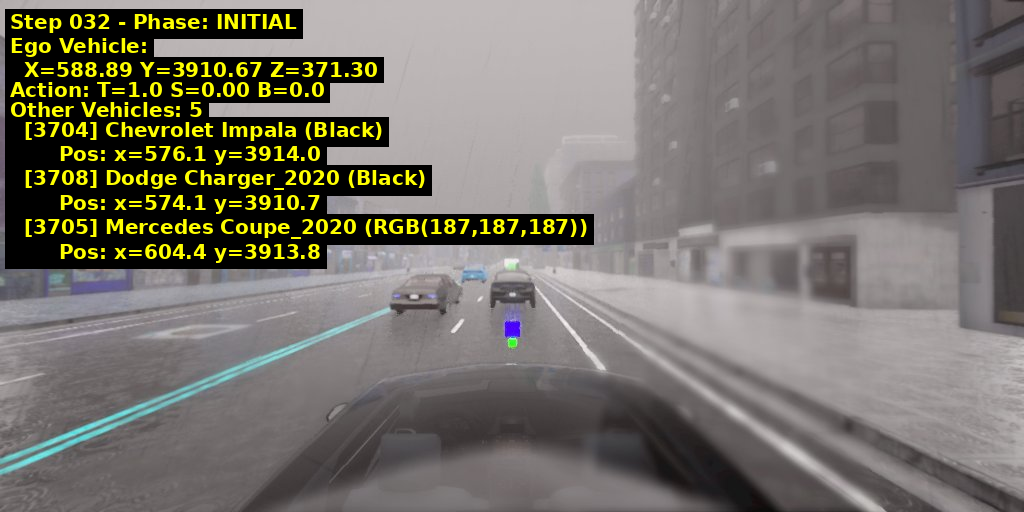 Step 032 - Phase: INITIAL
Ego Vehicle:
X=588.89 Y=3910.67 Z=371.30
Action: T=1.0 S=0.00 B=0.0
Other Vehicles: 5
[3704] Chevrolet Impala (Black)
Pos: x=576.1 y=3914.0
[3708] Dodge Charger_2020 (Black)
Pos: x=574.1 y=3910.7
[3705] Mercedes Coupe_2020 (RGB(187,187,187))
Pos: x=604.4 y=3913.8